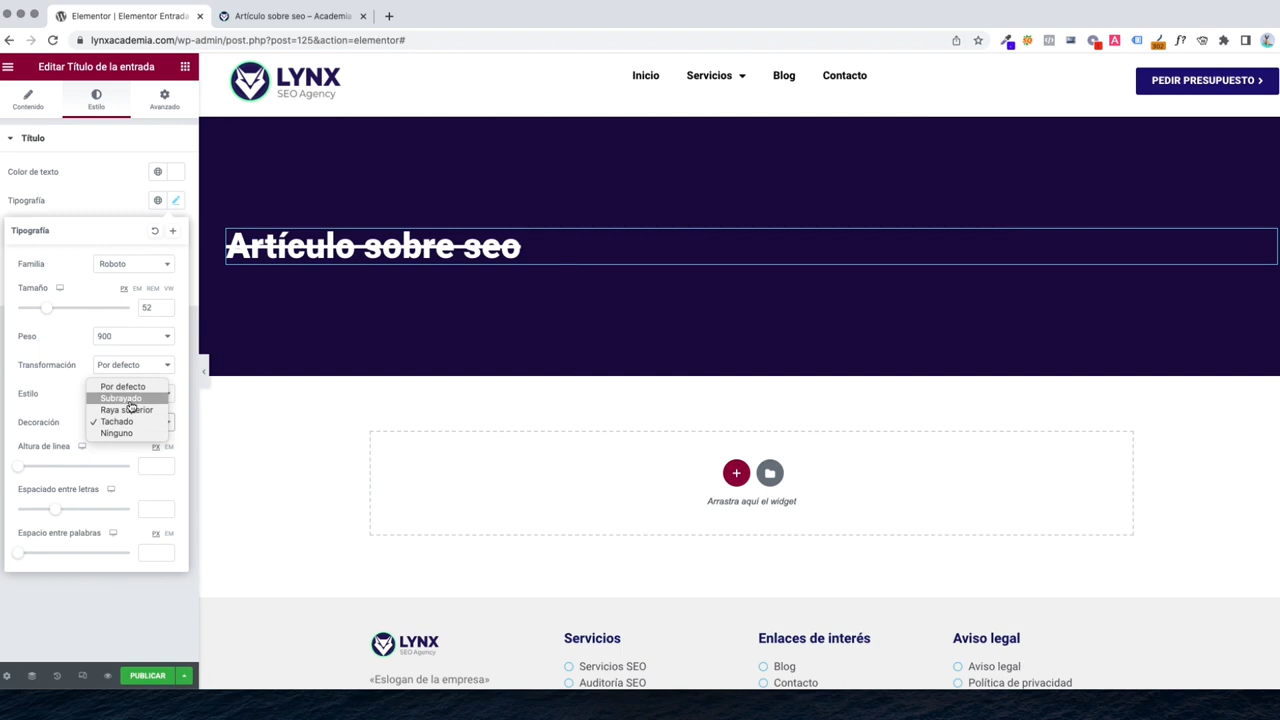 Elementor | Elementor Entrada
Artículo sobre seo – Academia
lynxacademia.com/wp-admin/post.php?post=125&action=elementor#
Editar Título de la entrada
Contenido
Estilo
Avanzado
Título
Color de texto
Tipografía
Tipografía
Familia
Roboto
Tamaño
PX EM REM VW
52
Peso
900
Transformación
Por defecto
Estilo
Por defecto
Subrayado
Tachado
Ninguno
Decoración
Altura de línea
PX EM
Espaciado entre letras
Espacio entre palabras
PX EM
PUBLICAR
LYNX
SEO Agency
Inicio
Servicios
Blog
Contacto
PEDIR PRESUPUESTO
Artículo sobre seo
Arrastra aquí el widget
LYNX
SEO Agency
«Eslogan de la empresa»
Servicios
Servicios SEO
Auditoría SEO
Enlaces de interés
Blog
Contacto
Aviso legal
Aviso legal
Política de privacidad